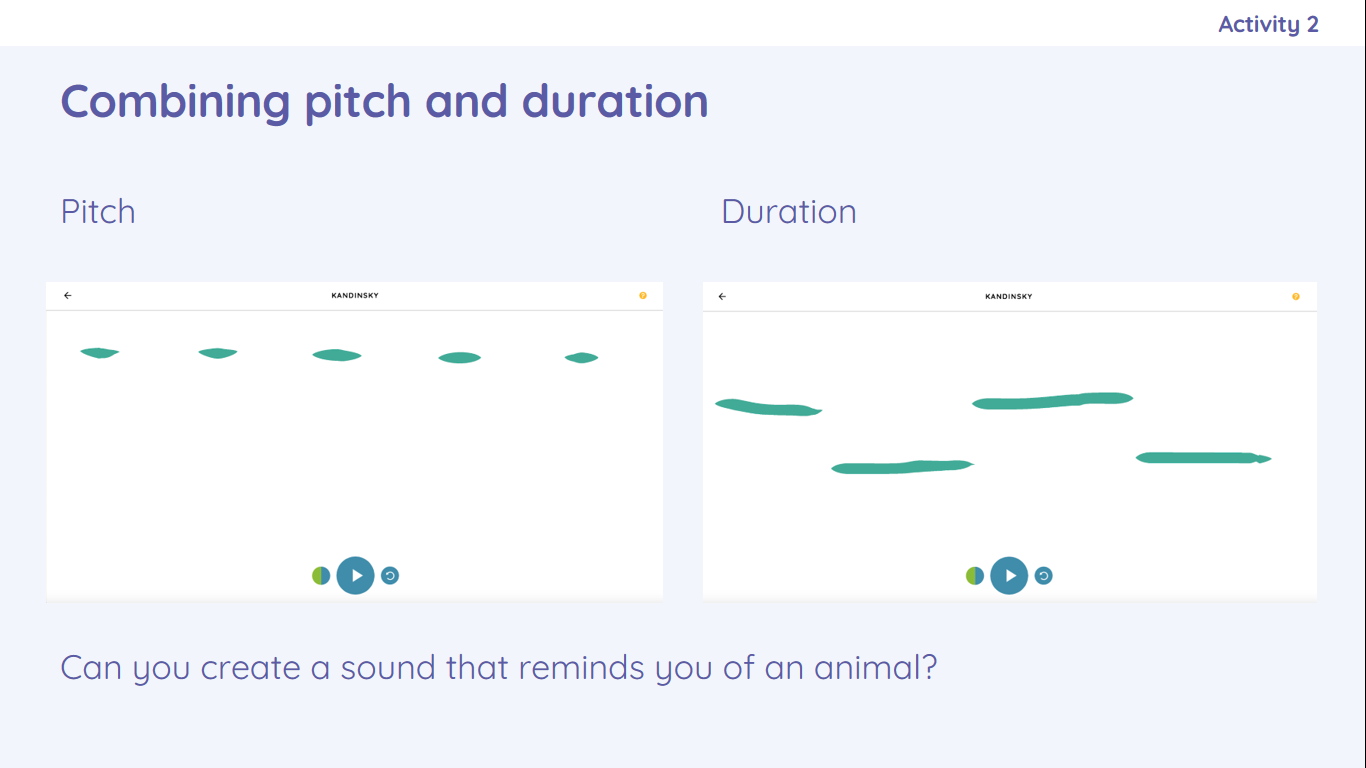 Activity 2
Combining pitch and duration
Pitch
Duration
KANDINSKY
?
KANDINSKY
?
Can you create a sound that reminds you of an animal?